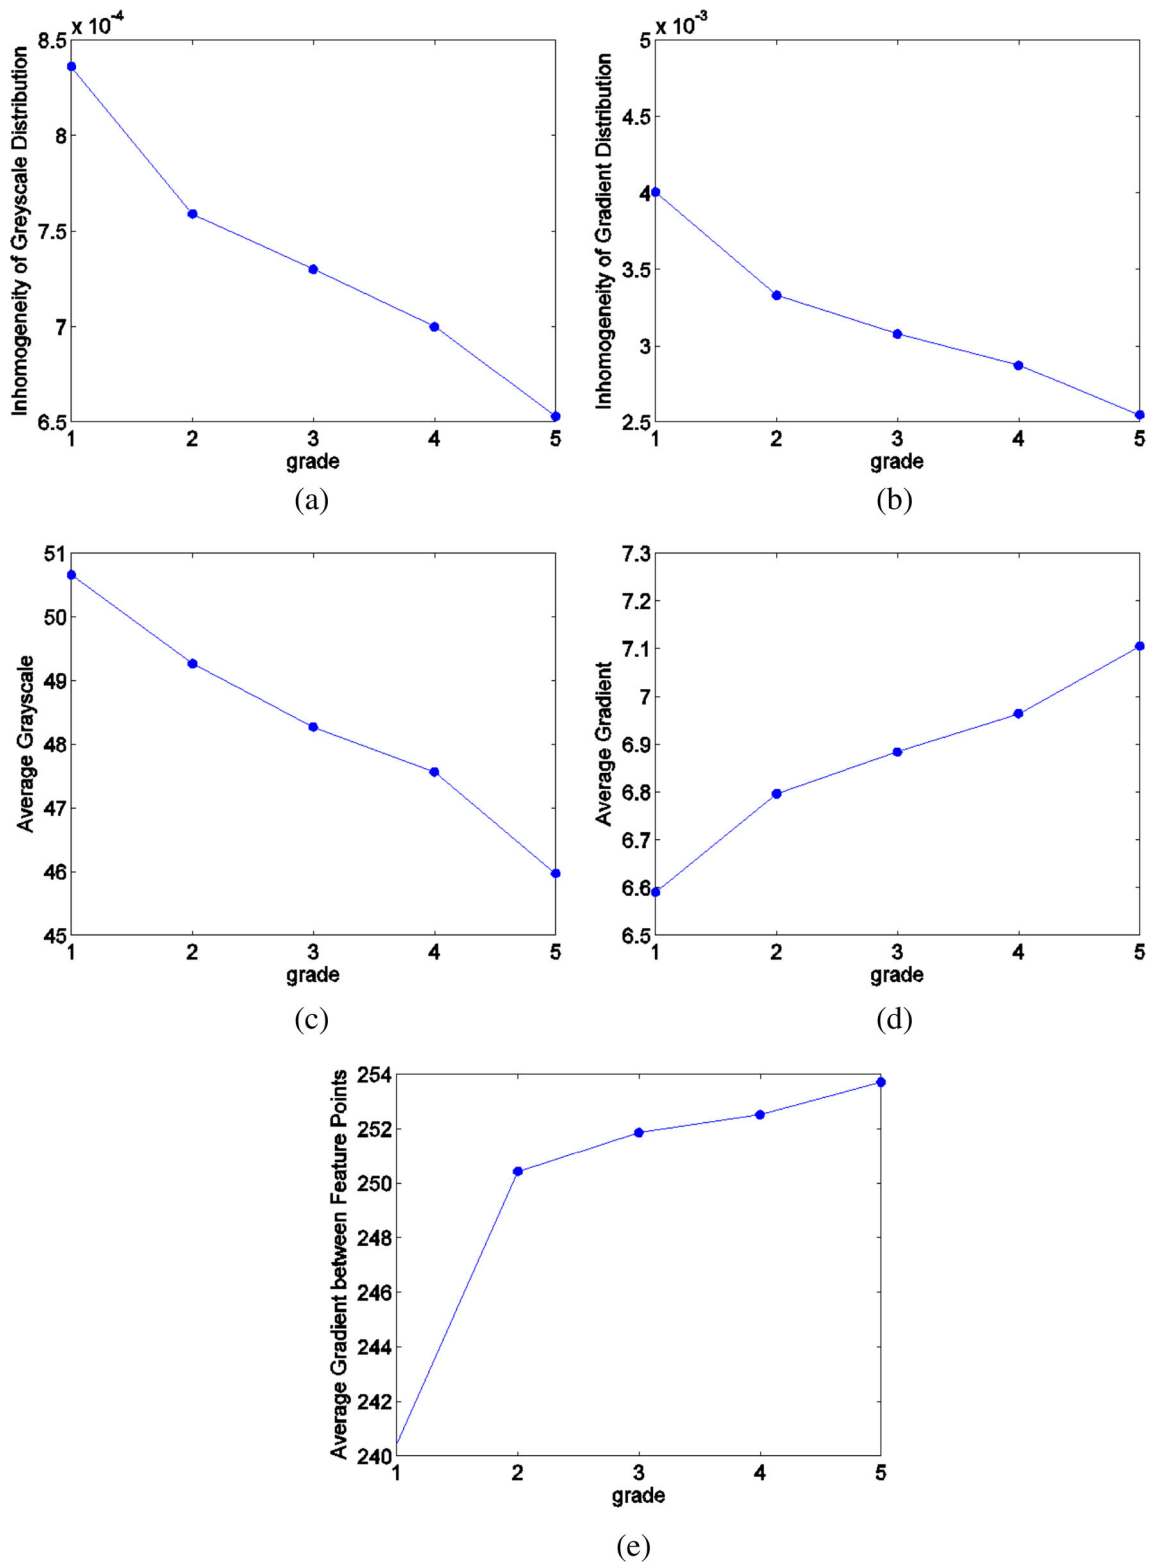 x 10^-4
Inhomogeneity of Greyscale Distribution
8.5
8
7.5
7
6.5
1 2 3 4 5
grade
(a)
x 10^-3
Inhomogeneity of Gradient Distribution
5
4.5
4
3.5
3
2.5
1 2 3 4 5
grade
(b)
Average Grayscale
51
50
49
48
47
46
45
1 2 3 4 5
grade
(c)
Average Gradient
7.3
7.2
7.1
7
6.9
6.8
6.7
6.6
6.5
1 2 3 4 5
grade
(d)
Average Gradient between Feature Points
254
252
250
248
246
244
242
240
1 2 3 4 5
grade
(e)